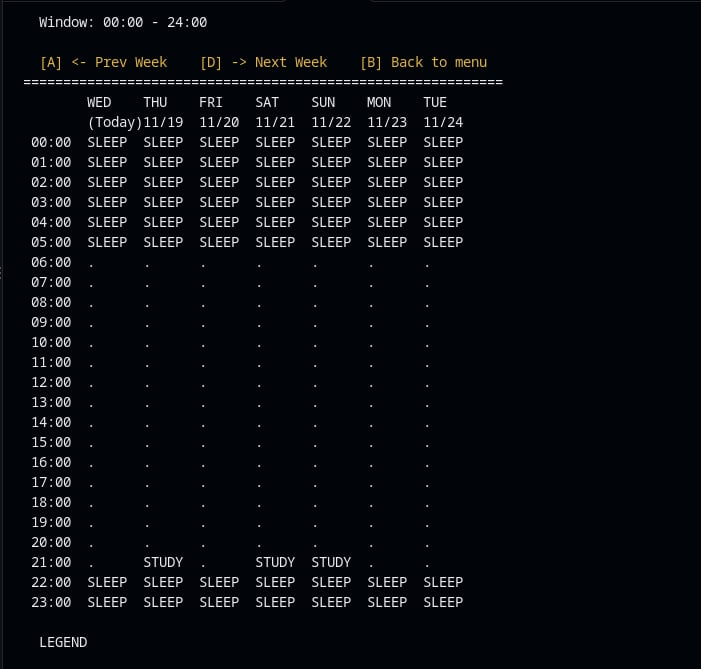 Window: 00:00 - 24:00
[A] <- Prev Week    [D] -> Next Week    [B] Back to menu
============================================================
WED    THU    FRI    SAT    SUN    MON    TUE
(Today)11/19  11/20  11/21  11/22  11/23  11/24
00:00  SLEEP  SLEEP  SLEEP  SLEEP  SLEEP  SLEEP  SLEEP
01:00  SLEEP  SLEEP  SLEEP  SLEEP  SLEEP  SLEEP  SLEEP
02:00  SLEEP  SLEEP  SLEEP  SLEEP  SLEEP  SLEEP  SLEEP
03:00  SLEEP  SLEEP  SLEEP  SLEEP  SLEEP  SLEEP  SLEEP
04:00  SLEEP  SLEEP  SLEEP  SLEEP  SLEEP  SLEEP  SLEEP
05:00  SLEEP  SLEEP  SLEEP  SLEEP  SLEEP  SLEEP  SLEEP
06:00  .      .      .      .      .      .      .
07:00  .      .      .      .      .      .      .
08:00  .      .      .      .      .      .      .
09:00  .      .      .      .      .      .      .
10:00  .      .      .      .      .      .      .
11:00  .      .      .      .      .      .      .
12:00  .      .      .      .      .      .      .
13:00  .      .      .      .      .      .      .
14:00  .      .      .      .      .      .      .
15:00  .      .      .      .      .      .      .
16:00  .      .      .      .      .      .      .
17:00  .      .      .      .      .      .      .
18:00  .      .      .      .      .      .      .
19:00  .      .      .      .      .      .      .
20:00  .      .      .      .      .      .      .
21:00  .      STUDY  .      STUDY  STUDY  .      .
22:00  SLEEP  SLEEP  SLEEP  SLEEP  SLEEP  SLEEP  SLEEP
23:00  SLEEP  SLEEP  SLEEP  SLEEP  SLEEP  SLEEP  SLEEP
LEGEND